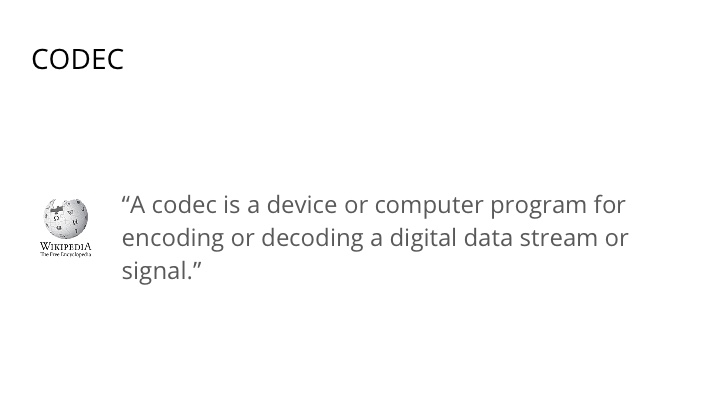 CODEC
“A codec is a device or computer program for
encoding or decoding a digital data stream or
signal.”
WIKIPEDIA
The Free Encyclopedia